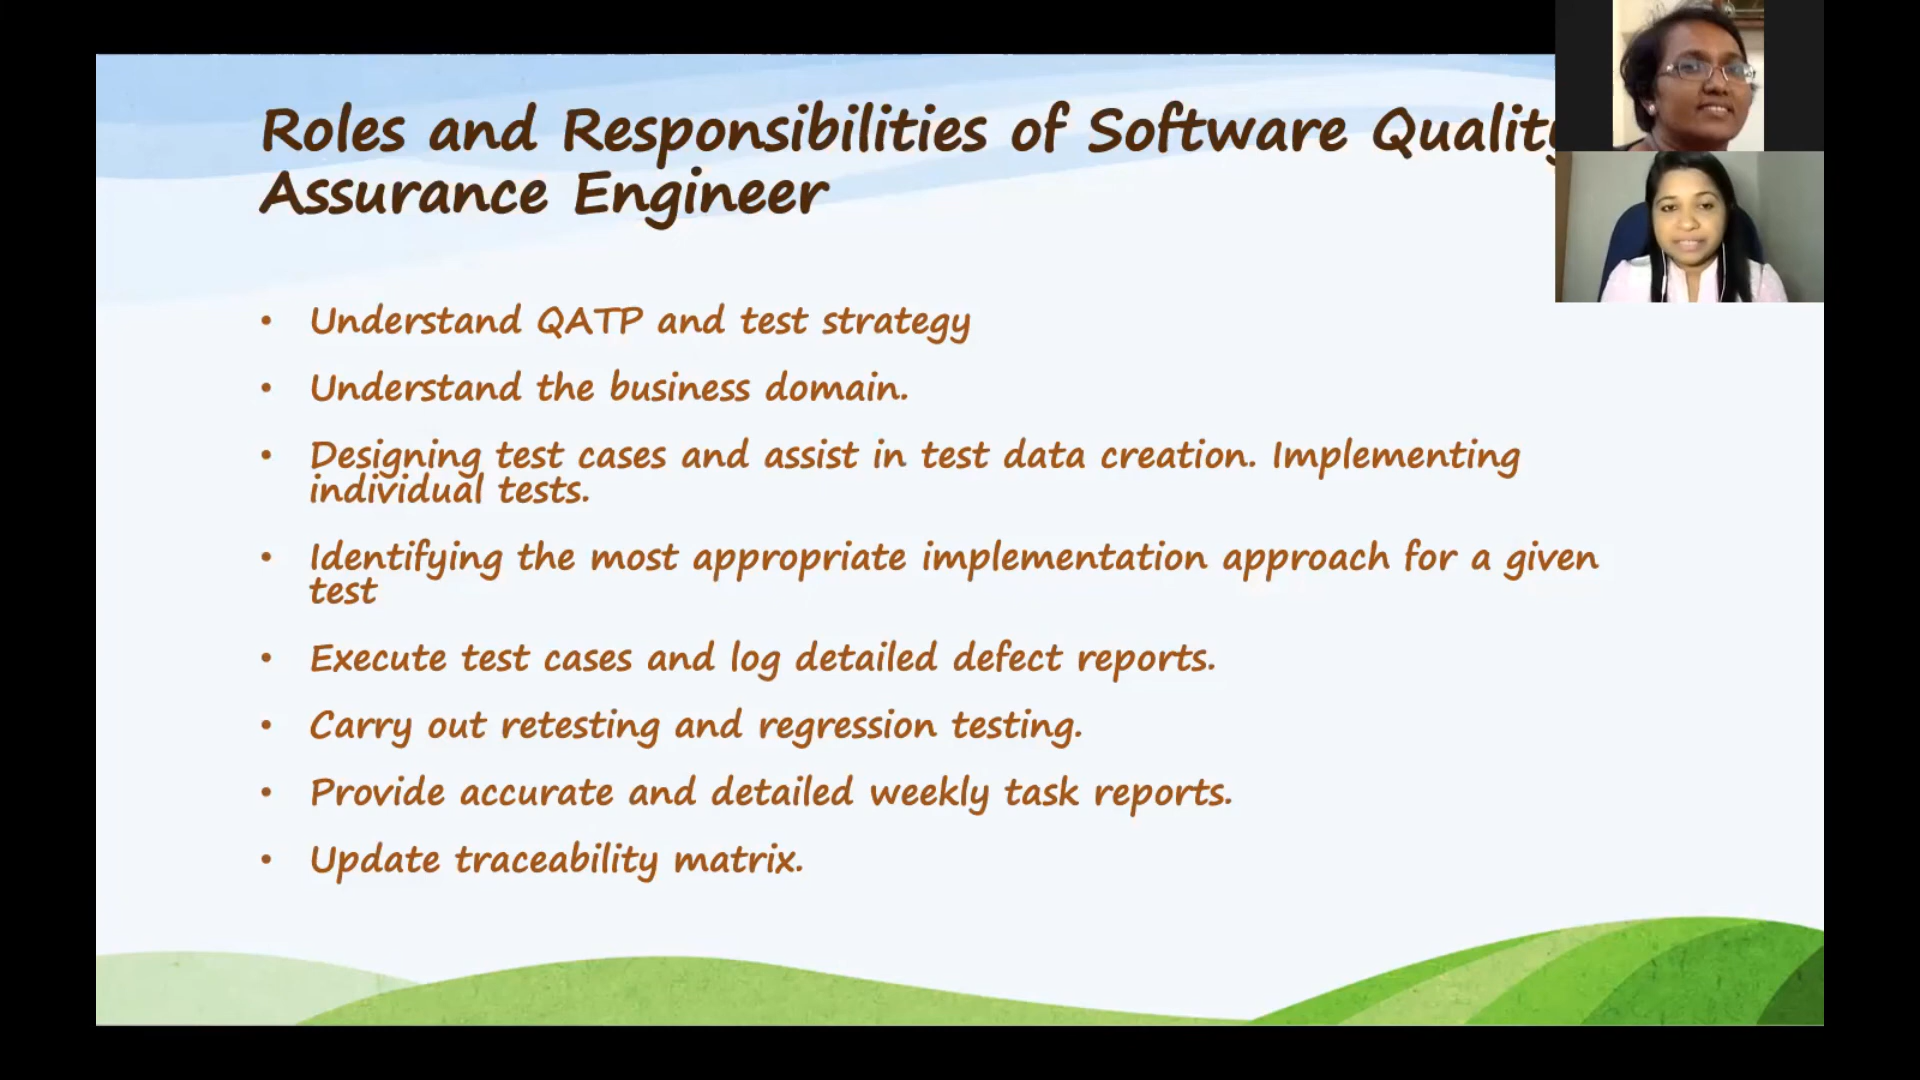 Roles and Responsibilities of Software Quality
Assurance Engineer
• Understand QATP and test strategy
• Understand the business domain.
• Designing test cases and assist in test data creation. Implementing
individual tests.
• Identifying the most appropriate implementation approach for a given
test
• Execute test cases and log detailed defect reports.
• Carry out retesting and regression testing.
• Provide accurate and detailed weekly task reports.
• Update traceability matrix.